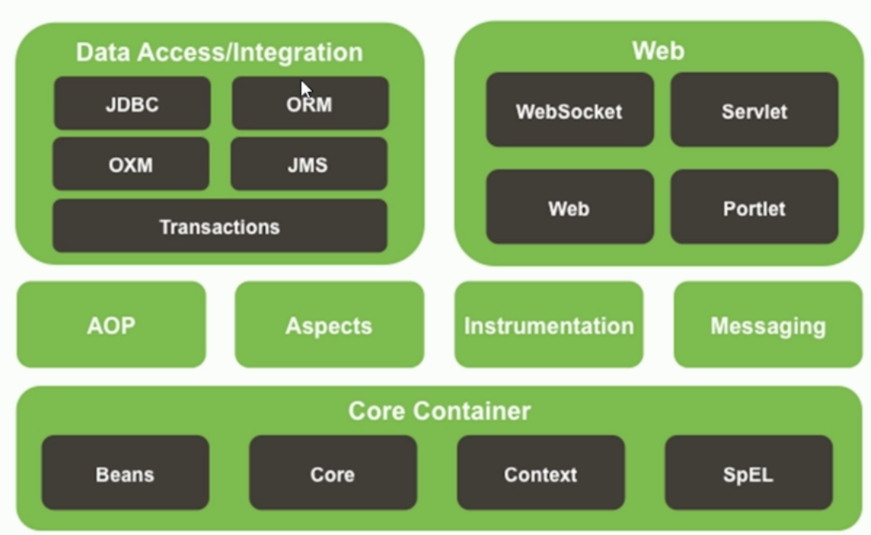 Data Access/Integration
JDBC
ORM
OXM
JMS
Transactions
Web
WebSocket
Servlet
Web
Portlet
AOP
Aspects
Instrumentation
Messaging
Core Container
Beans
Core
Context
SpEL